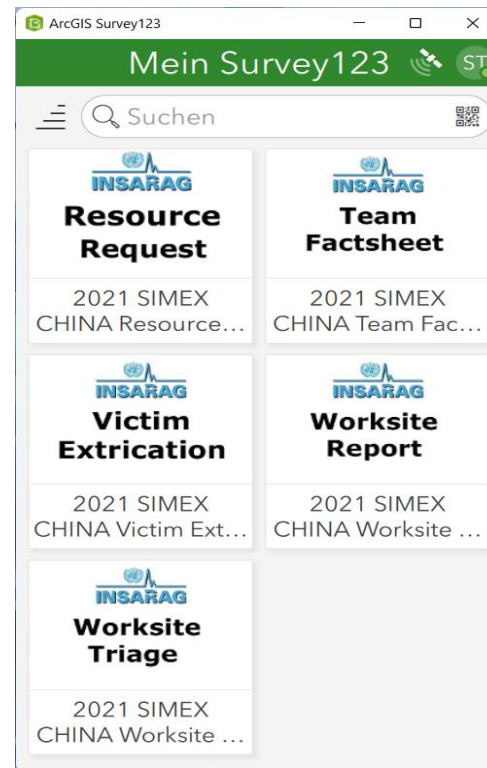 ArcGIS Survey123
Mein Survey123
ST
Suchen
INSARAG
Resource
Request
2021 SIMEX
CHINA Resource...
INSARAG
Team
Factsheet
2021 SIMEX
CHINA Team Fac...
INSARAG
Victim
Extrication
2021 SIMEX
CHINA Victim Ext...
INSARAG
Worksite
Report
2021 SIMEX
CHINA Worksite ...
INSARAG
Worksite
Triage
2021 SIMEX
CHINA Worksite ...